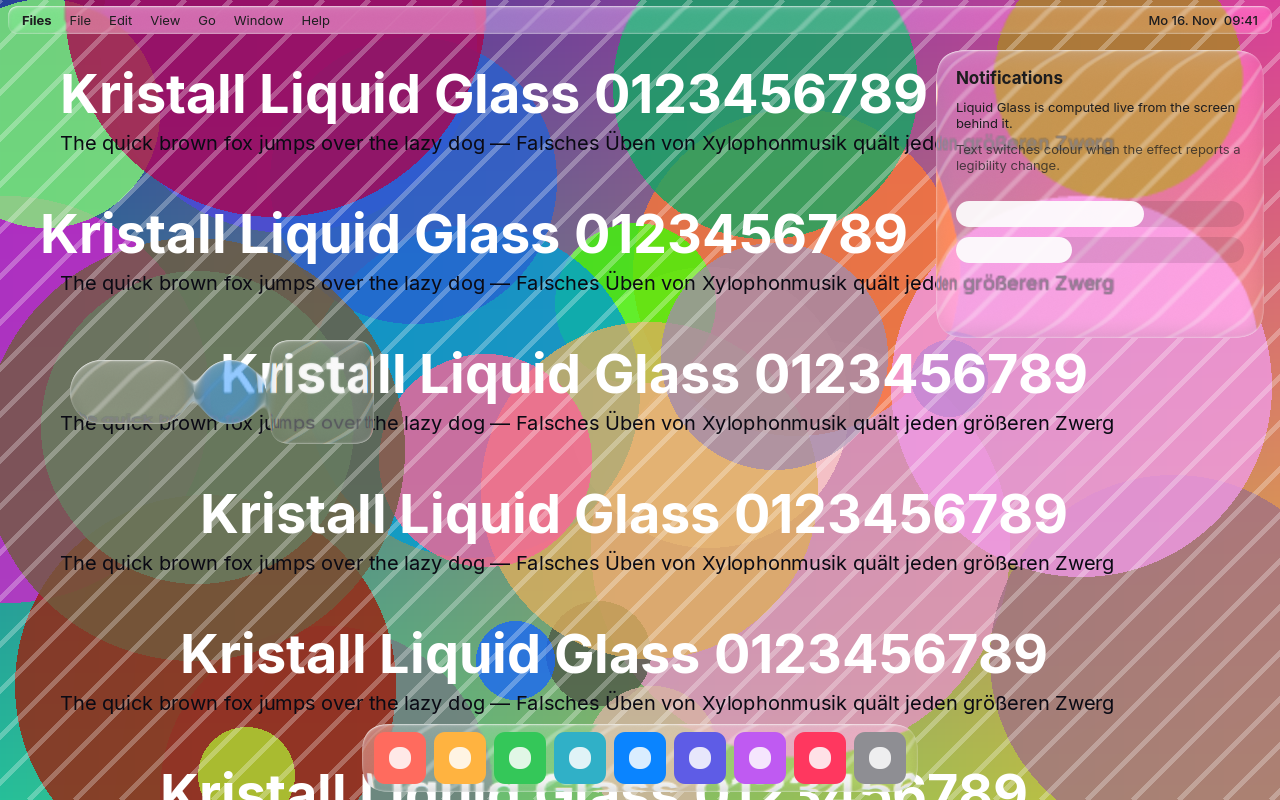 Files File Edit View Go Window Help Mo 16. Nov 09:41
Kristall Liquid Glass 0123456789
The quick brown fox jumps over the lazy dog — Falsches Üben von Xylophonmusik quält jeden größeren Zwerg
Notifications
Liquid Glass is computed live from the screen
behind it.
Text switches colour when the effect reports a
legibility change.
Kristall Liquid Glass 0123456789
The quick brown fox jumps over the lazy dog — Falsches Üben von Xylophonmusik quält jeden größeren Zwerg
Kristall Liquid Glass 0123456789
The quick brown fox jumps over the lazy dog — Falsches Üben von Xylophonmusik quält jeden größeren Zwerg
Kristall Liquid Glass 0123456789
The quick brown fox jumps over the lazy dog — Falsches Üben von Xylophonmusik quält jeden größeren Zwerg
Kristall Liquid Glass 0123456789
The quick brown fox jumps over the lazy dog — Falsches Üben von Xylophonmusik quält jeden größeren Zwerg
Kristall Liquid Glass 0123456789